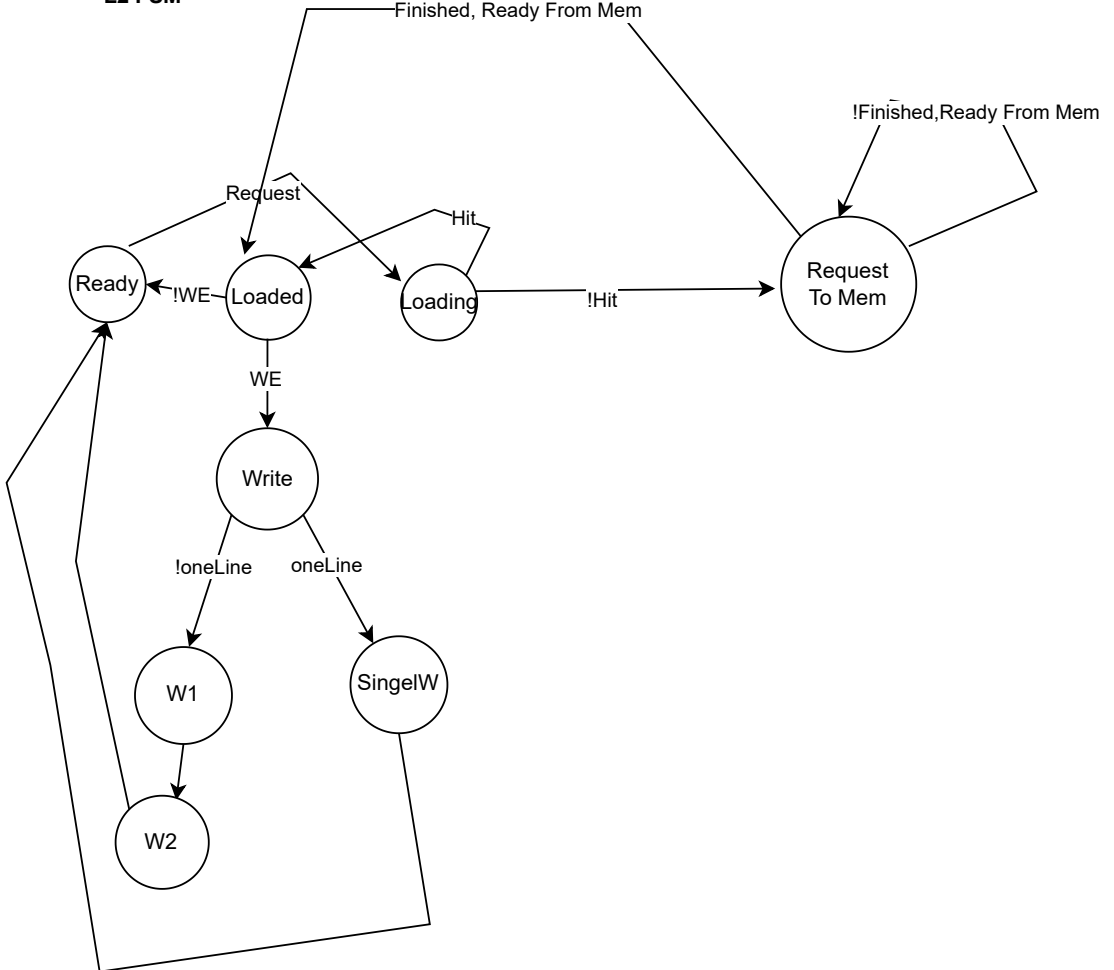 L2 FSM
Finished, Ready From Mem
!Finished,Ready From Mem
Request
Hit
Ready
!WE
Loaded
Loading
!Hit
Request
To Mem
WE
Write
!oneLine
oneLine
W1
SingelW
W2